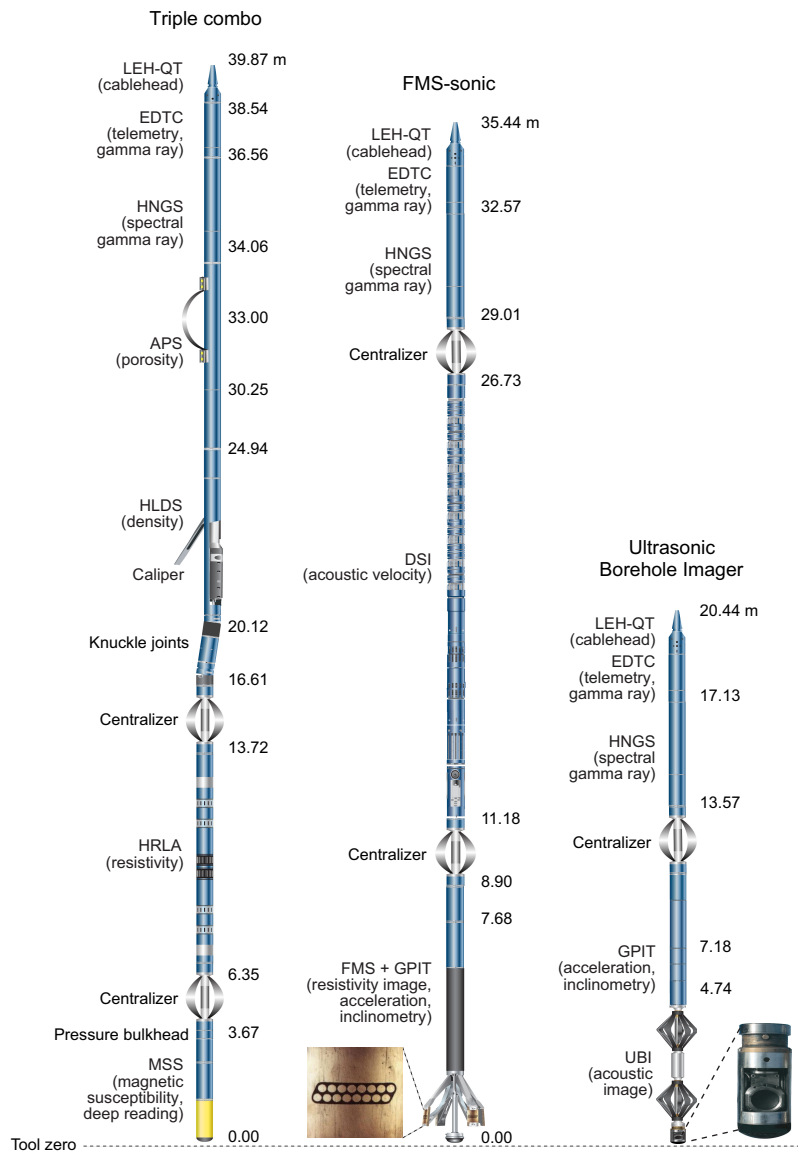 Triple combo
39.87 m
LEH-QT
(cablehead)
38.54
EDTC
(telemetry,
gamma ray)
36.56
HNGS
(spectral
gamma ray)
34.06
33.00
APS
(porosity)
30.25
24.94
HLDS
(density)
Caliper
20.12
Knuckle joints
16.61
Centralizer
13.72
HRLA
(resistivity)
6.35
Centralizer
Pressure bulkhead
3.67
MSS
(magnetic
susceptibility,
deep reading)
0.00
Tool zero
FMS-sonic
35.44 m
LEH-QT
(cablehead)
EDTC
(telemetry,
gamma ray)
32.57
HNGS
(spectral
gamma ray)
29.01
Centralizer
26.73
DSI
(acoustic velocity)
11.18
Centralizer
8.90
7.68
FMS + GPIT
(resistivity image,
acceleration,
inclinometry)
0.00
Ultrasonic
Borehole Imager
20.44 m
LEH-QT
(cablehead)
EDTC
(telemetry,
gamma ray)
17.13
HNGS
(spectral
gamma ray)
13.57
Centralizer
7.18
GPIT
(acceleration,
inclinometry)
4.74
UBI
(acoustic
image)